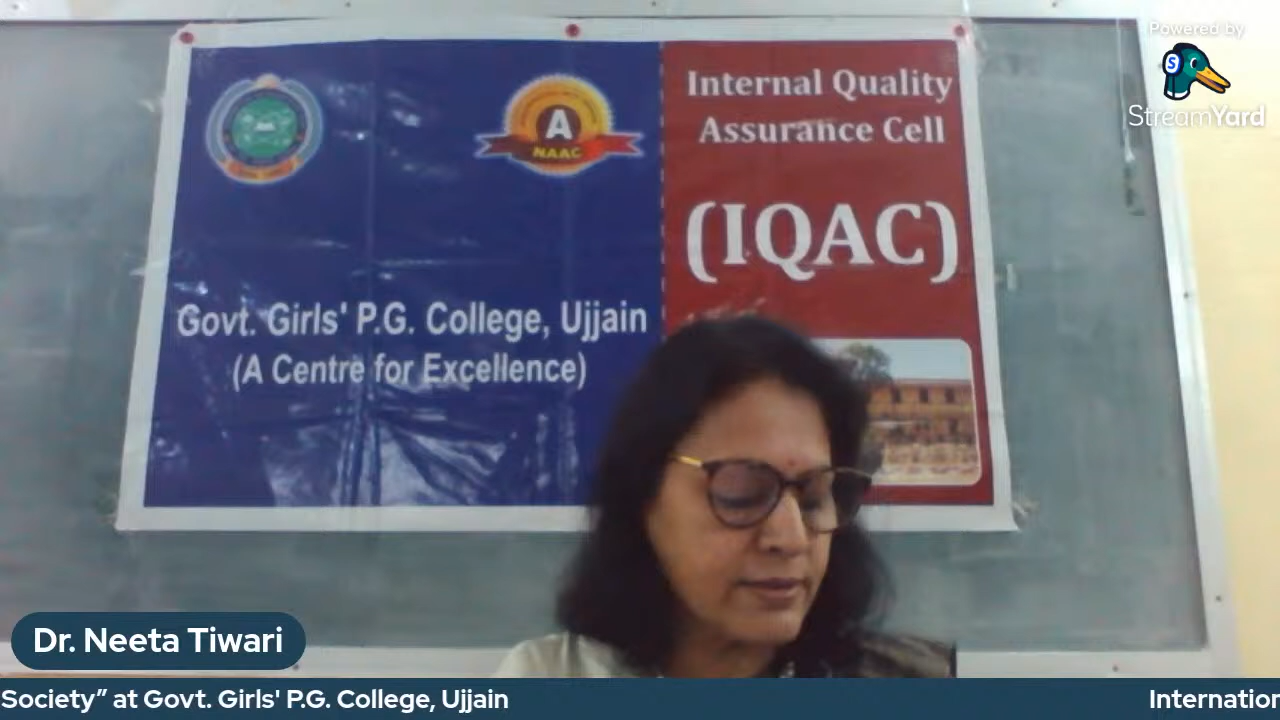 Powered by
S
StreamYard
A
NAAC
Internal Quality
Assurance Cell
(IQAC)
Govt. Girls' P.G. College, Ujjain
(A Centre for Excellence)
Dr. Neeta Tiwari
Society” at Govt. Girls' P.G. College, Ujjain
Internation